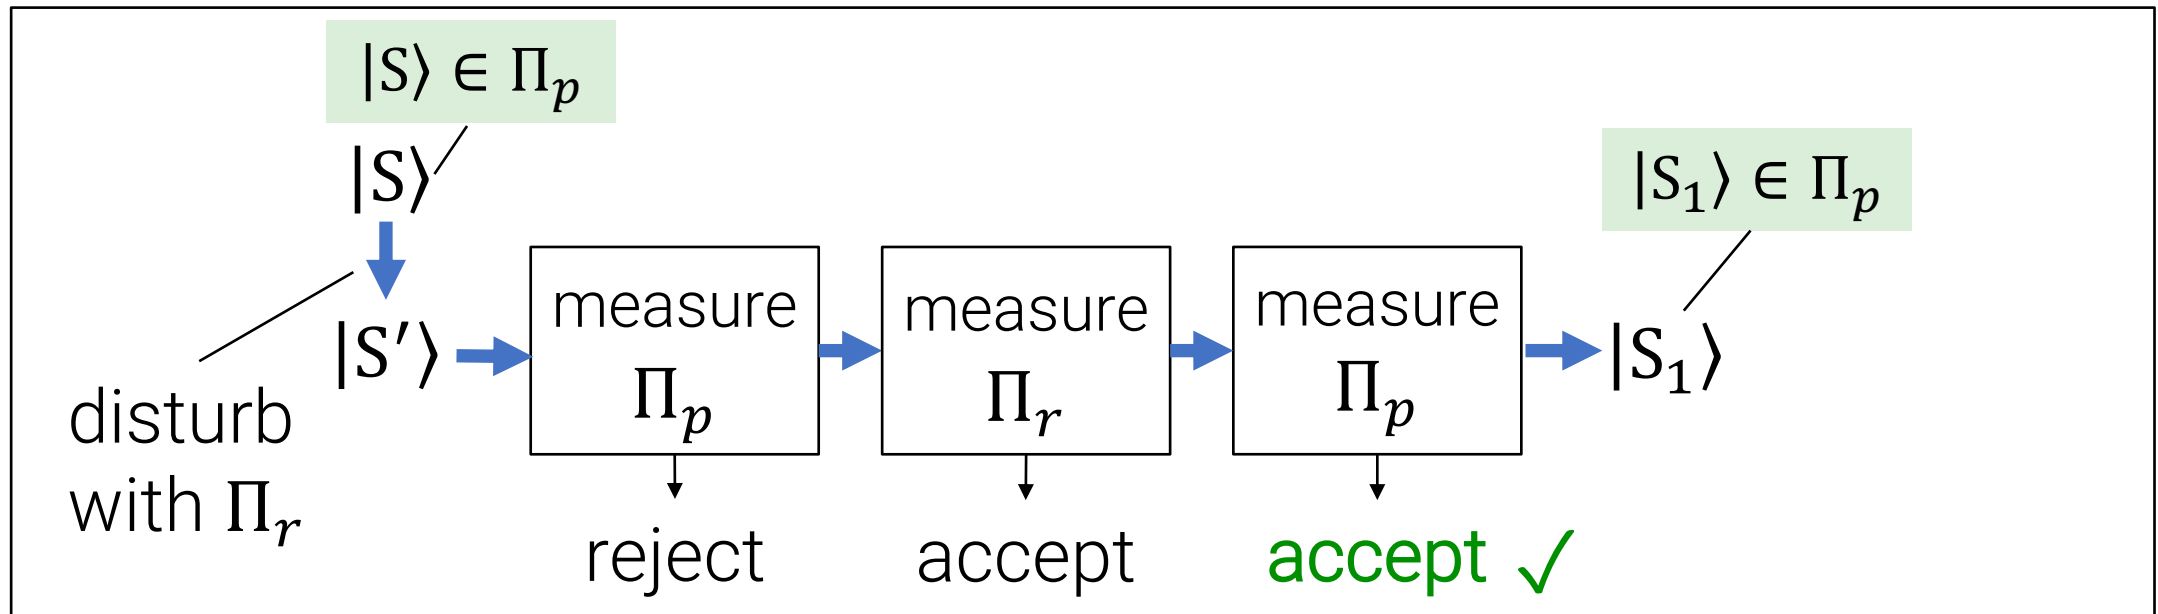 |S⟩ ∈ Π_p
|S⟩
|S′⟩
disturb
with Π_r
measure
Π_p
reject
measure
Π_r
accept
measure
Π_p
accept ✓
|S₁⟩ ∈ Π_p
|S₁⟩